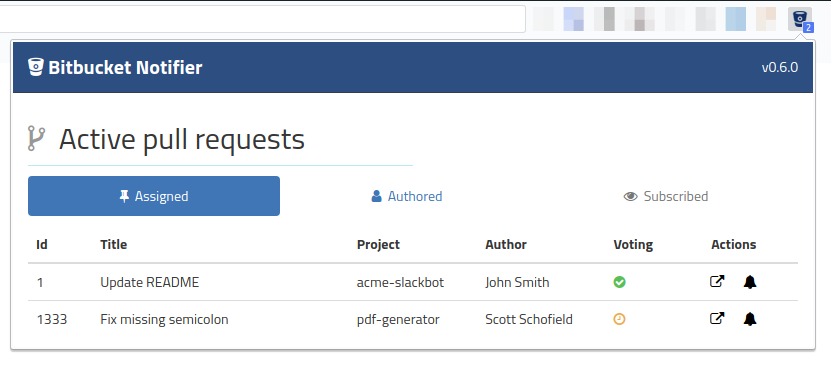 2
Bitbucket Notifier v0.6.0
Active pull requests
Assigned Authored Subscribed
Id Title Project Author Voting Actions
1 Update README acme-slackbot John Smith
1333 Fix missing semicolon pdf-generator Scott Schofield